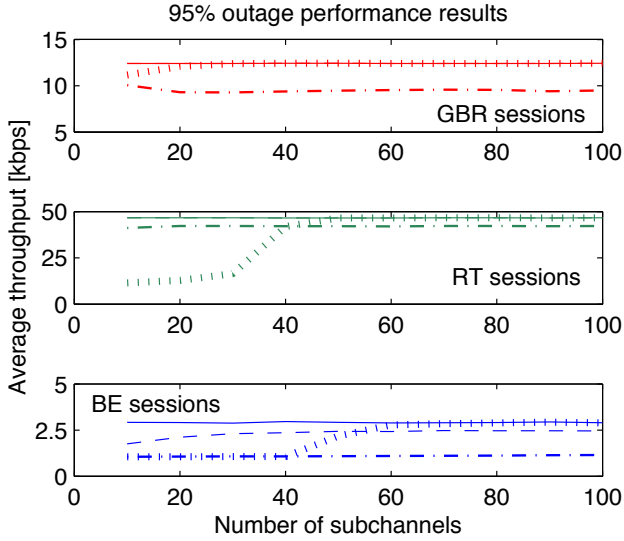 95% outage performance results
Average throughput [kbps]
15
10
5
0 20 40 60 80 100
GBR sessions
50
25
0
0 20 40 60 80 100
RT sessions
5
2.5
0
0 20 40 60 80 100
BE sessions
Number of subchannels